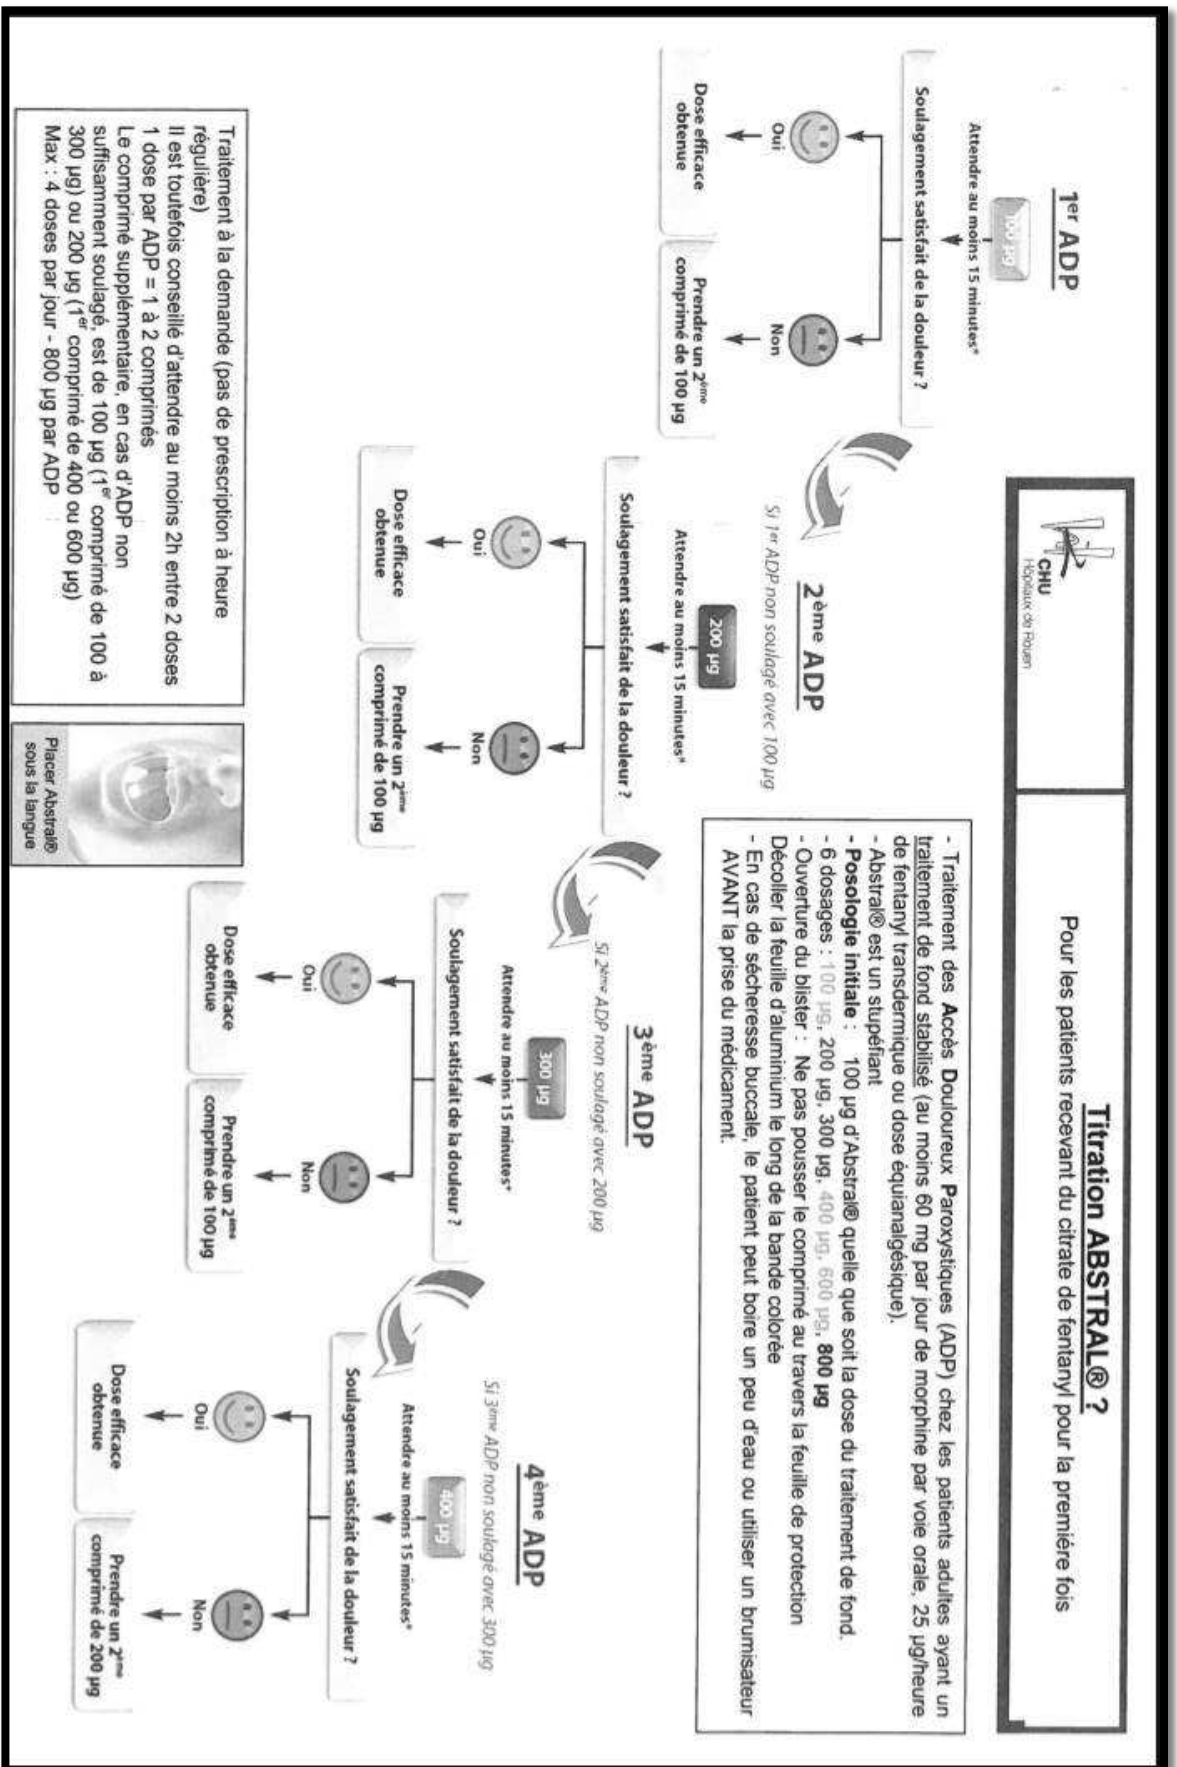 CHU
Hôpitaux de Rouen
Titration ABSTRAL® ?
Pour les patients recevant du citrate de fentanyl pour la première fois
- Traitement des Accès Douloureux Paroxystiques (ADP) chez les patients adultes ayant un
traitement de fond stabilisé (au moins 60 mg par jour de morphine par voie orale, 25 µg/heure
de fentanyl transdermique ou dose équianalgésique).
- Abstral® est un stupéfiant
- Posologie initiale : 100 µg d'Abstral® quelle que soit la dose du traitement de fond.
- 6 dosages : 100 µg, 200 µg, 300 µg, 400 µg, 600 µg, 800 µg
- Ouverture du blister : Ne pas pousser le comprimé au travers la feuille de protection
Décoller la feuille d'aluminium le long de la bande colorée
- En cas de sécheresse buccale, le patient peut boire un peu d'eau ou utiliser un brumisateur
AVANT la prise du médicament.
1er ADP
100 µg
Attendre au moins 15 minutes*
Soulagement satisfait de la douleur ?
Oui
Non
Dose efficace
obtenue
Prendre un 2ème
comprimé de 100 µg
2ème ADP
Si 1er ADP non soulagé avec 100 µg
200 µg
Attendre au moins 15 minutes*
Soulagement satisfait de la douleur ?
Oui
Non
Dose efficace
obtenue
Prendre un 2ème
comprimé de 100 µg
3ème ADP
Si 2ème ADP non soulagé avec 200 µg
300 µg
Attendre au moins 15 minutes*
Soulagement satisfait de la douleur ?
Oui
Non
Dose efficace
obtenue
Prendre un 2ème
comprimé de 100 µg
4ème ADP
Si 3ème ADP non soulagé avec 300 µg
400 µg
Attendre au moins 15 minutes*
Soulagement satisfait de la douleur ?
Oui
Non
Dose efficace
obtenue
Prendre un 2ème
comprimé de 200 µg
Traitement à la demande (pas de prescription à heure
régulière)
Il est toutefois conseillé d'attendre au moins 2h entre 2 doses
1 dose par ADP = 1 à 2 comprimés
Le comprimé supplémentaire, en cas d'ADP non
suffisamment soulagé, est de 100 µg (1er comprimé de 100 à
300 µg) ou 200 µg (1er comprimé de 400 ou 600 µg)
Max : 4 doses par jour - 800 µg par ADP
Placer Abstral®
sous la langue